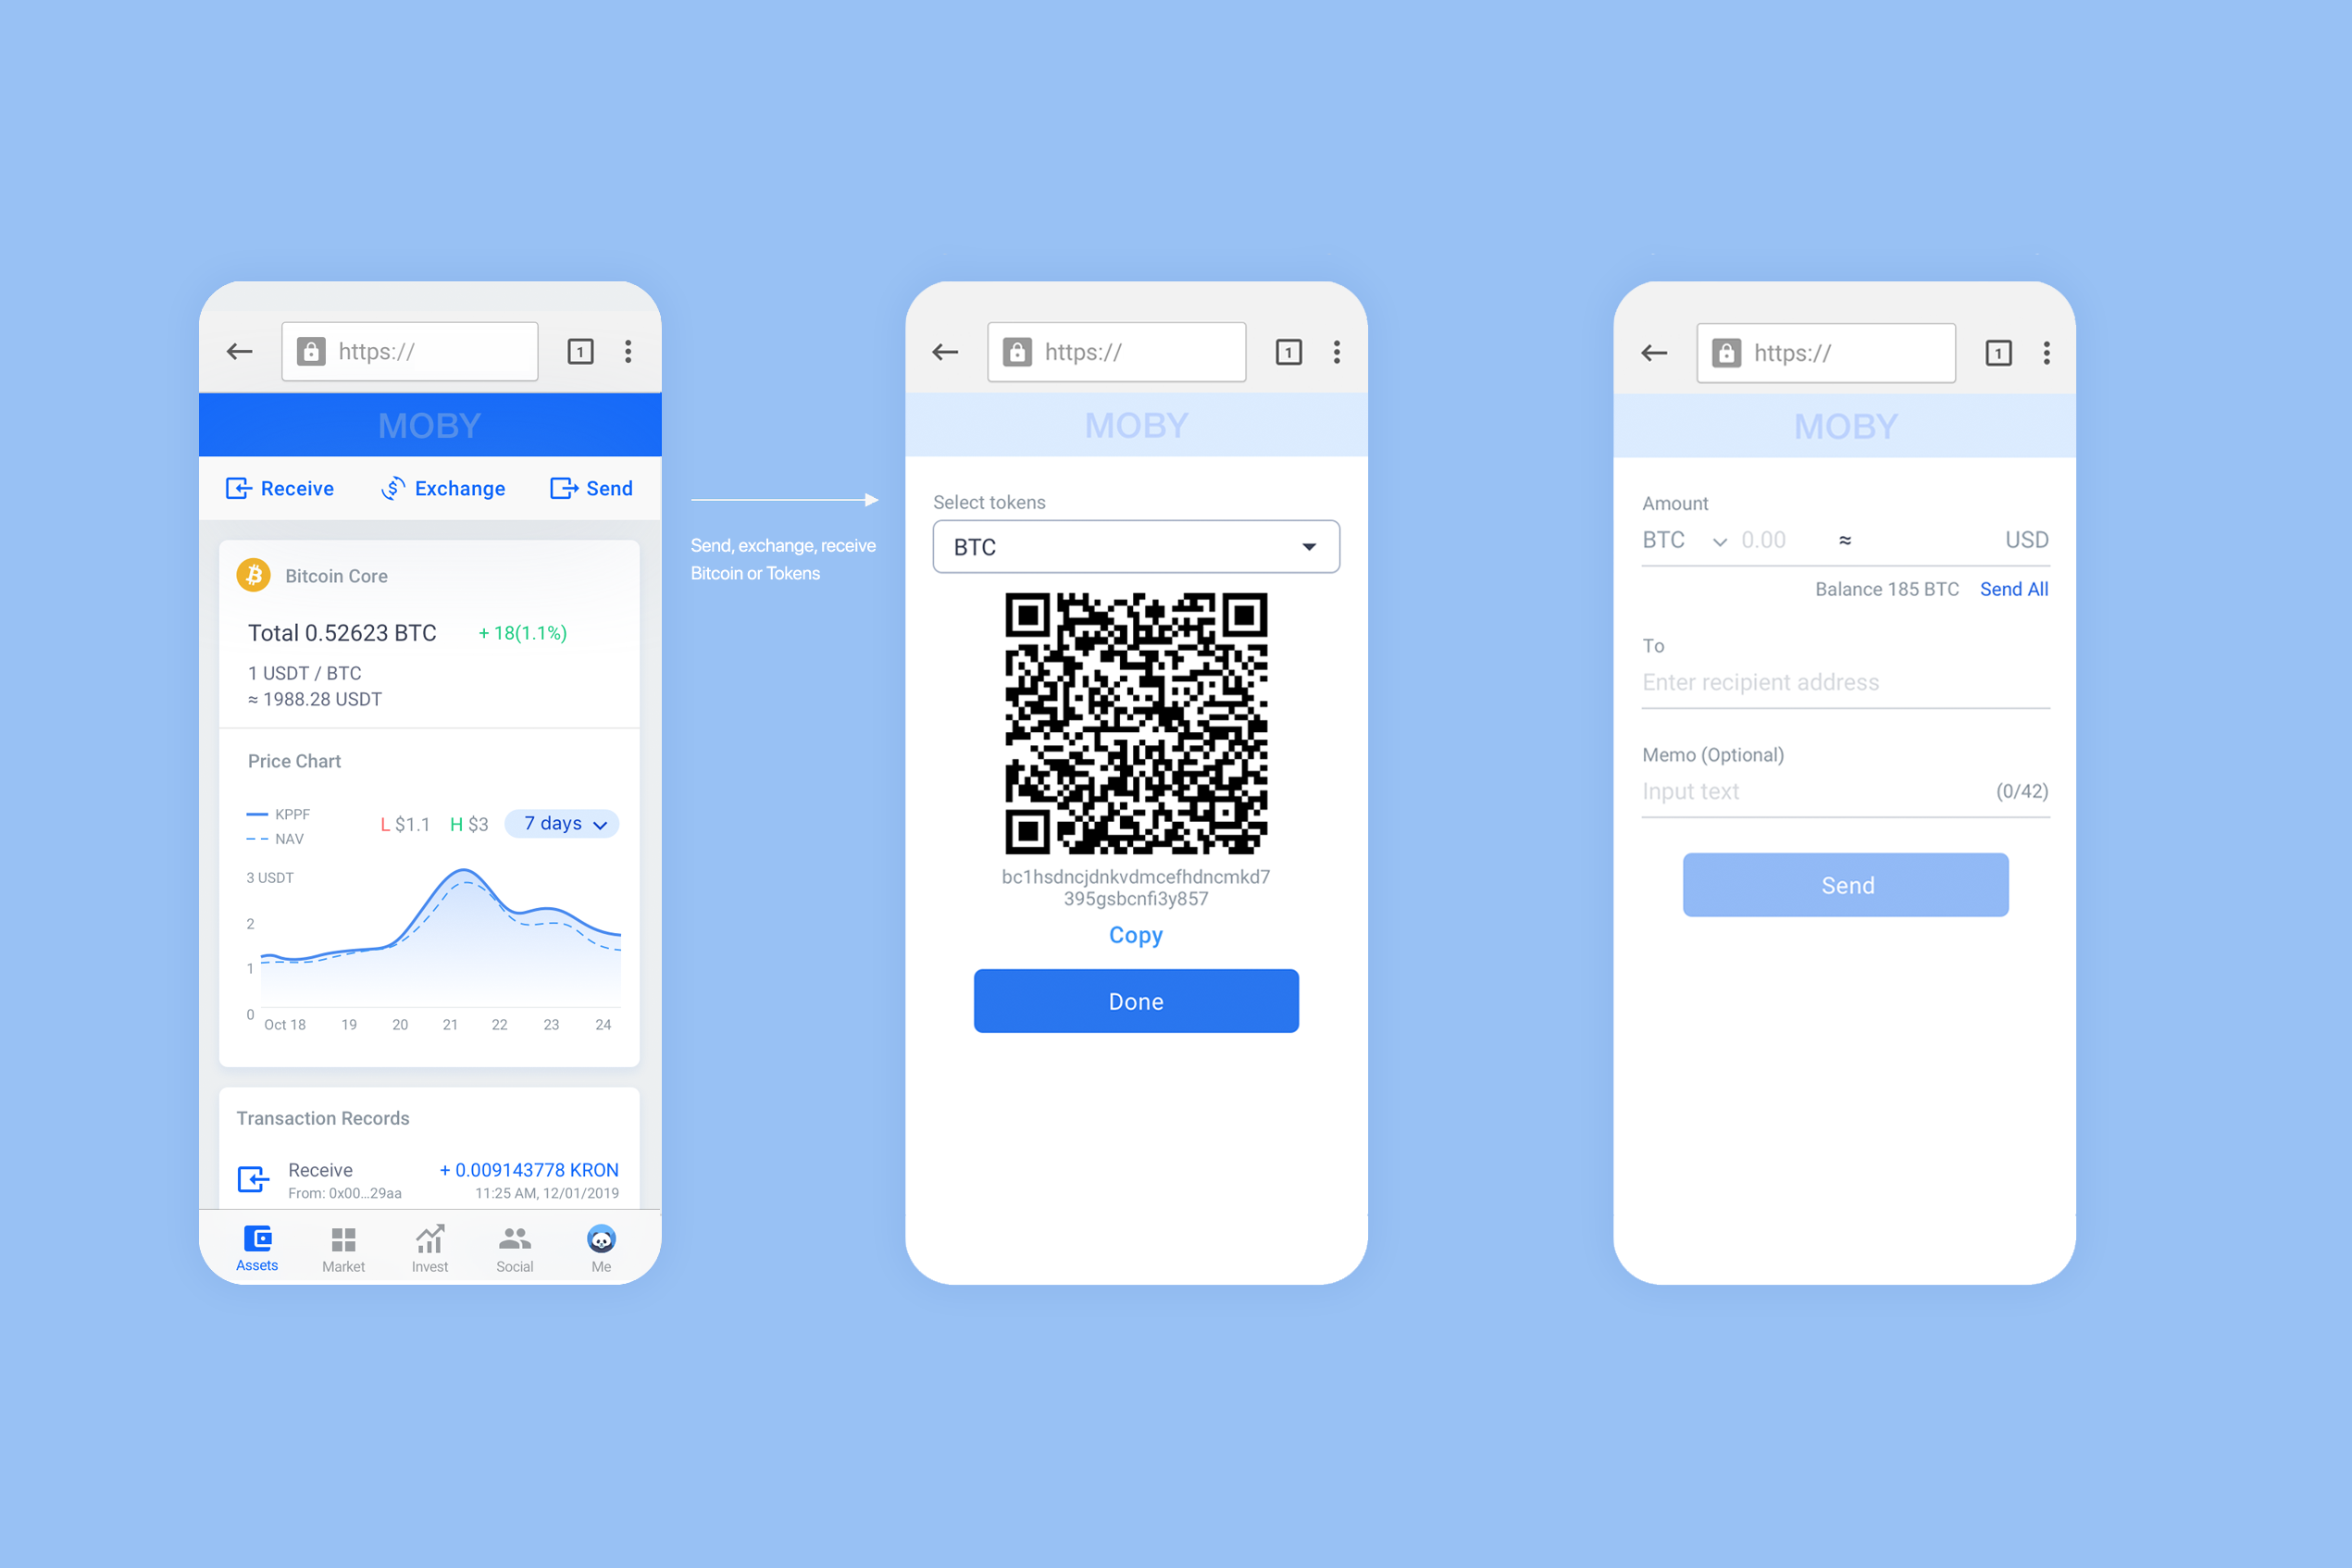 https://
1
MOBY
Receive
Exchange
Send
Bitcoin Core
Total 0.52623 BTC
+ 18(1.1%)
1 USDT / BTC
≈ 1988.28 USDT
Price Chart
KPPF
NAV
L $1.1 H $3
7 days
3 USDT
2
1
0
Oct 18 19 20 21 22 23 24
Transaction Records
Receive
+ 0.009143778 KRON
From: 0x00...29aa
11:25 AM, 12/01/2019
Assets
Market
Invest
Social
Me
Send, exchange, receive
Bitcoin or Tokens
https://
1
MOBY
Select tokens
BTC
bc1hsdncjdnkvdmcefhdncmkd7
395gsbcnfi3y857
Copy
Done
https://
1
MOBY
Amount
BTC 0.00 ≈ USD
Balance 185 BTC Send All
To
Enter recipient address
Memo (Optional)
Input text (0/42)
Send